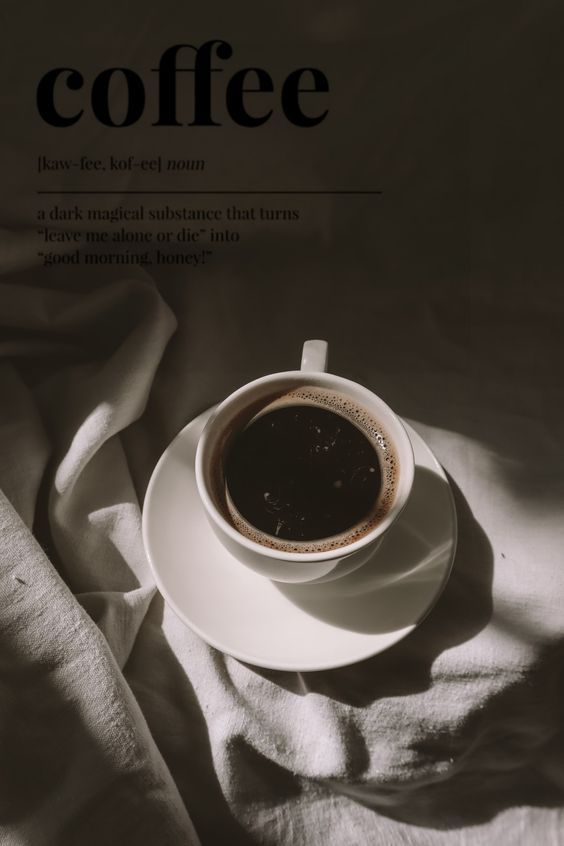 coffee
[kaw-fee, kof-ee] noun
a dark magical substance that turns
“leave me alone or die” into
“good morning, honey!”